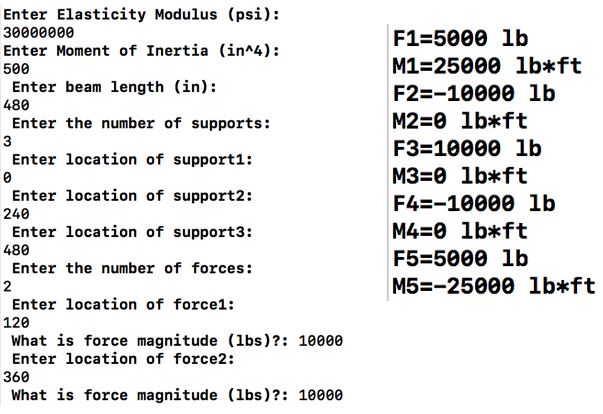 Enter Elasticity Modulus (psi):
30000000
Enter Moment of Inertia (in^4):
500
Enter beam length (in):
480
Enter the number of supports:
3
Enter location of support1:
0
Enter location of support2:
240
Enter location of support3:
480
Enter the number of forces:
2
Enter location of force1:
120
What is force magnitude (lbs)?: 10000
Enter location of force2:
360
What is force magnitude (lbs)?: 10000
F1=5000 lb
M1=25000 lb*ft
F2=-10000 lb
M2=0 lb*ft
F3=10000 lb
M3=0 lb*ft
F4=-10000 lb
M4=0 lb*ft
F5=5000 lb
M5=-25000 lb*ft